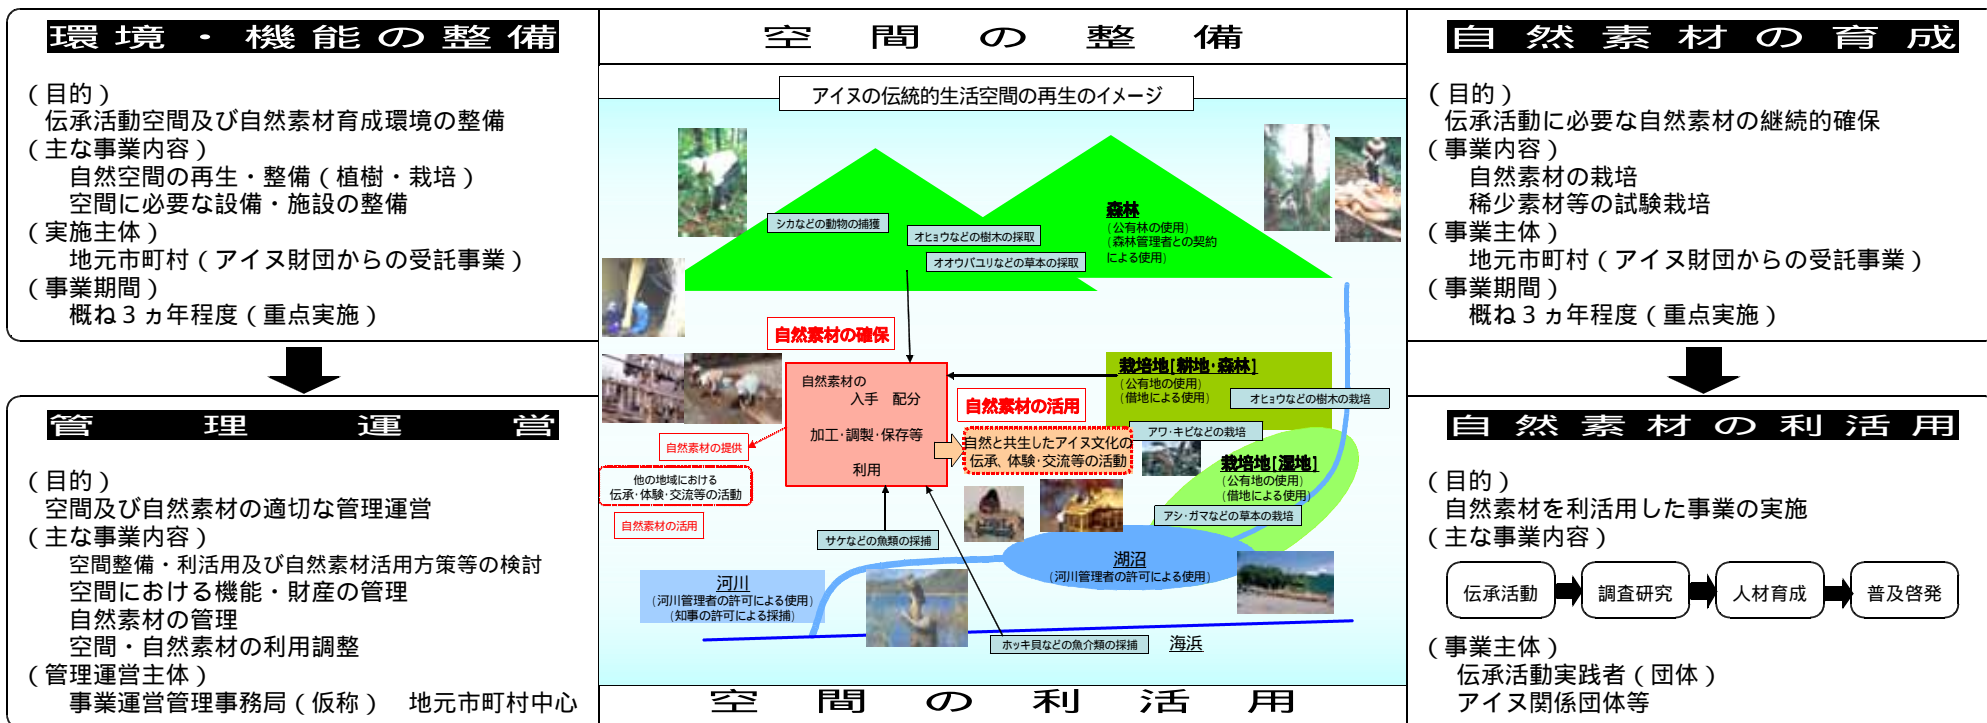 環境・機能の整備
(目的)
伝承活動空間及び自然素材育成環境の整備
(主な事業内容)
自然空間の再生・整備(植樹・栽培)
空間に必要な設備・施設の整備
(実施主体)
地元市町村(アイヌ財団からの受託事業)
(事業期間)
概ね3ヵ年程度(重点実施)
管理運営
(目的)
空間及び自然素材の適切な管理運営
(主な事業内容)
空間整備・利活用及び自然素材活用方策等の検討
空間における機能・財産の管理
自然素材の管理
空間・自然素材の利用調整
(管理運営主体)
事業運営管理事務局(仮称) 地元市町村中心
空間の整備
アイヌの伝統的生活空間の再生のイメージ
シカなどの動物の捕獲
オヒョウなどの樹木の採取
オオウバユリなどの草本の採取
森林
(公有林の使用)
(森林管理者との契約
による使用)
自然素材の確保
自然素材の
入手 配分
加工・調製・保存等
利用
栽培地[耕地・森林]
(公有地の使用)
(借地による使用)
オヒョウなどの樹木の栽培
自然素材の活用
自然と共生したアイヌ文化の
伝承、体験・交流等の活動
アワ・キビなどの栽培
栽培地[湿地]
(公有地の使用)
(借地による使用)
アシ・ガマなどの草本の栽培
自然素材の提供
他の地域における
伝承・体験・交流等の活動
自然素材の活用
サケなどの魚類の採捕
湖沼
(河川管理者の許可による使用)
河川
(河川管理者の許可による使用)
(知事の許可による採捕)
ホッキ貝などの魚介類の採捕
海浜
空間の利活用
自然素材の育成
(目的)
伝承活動に必要な自然素材の継続的確保
(事業内容)
自然素材の栽培
稀少素材等の試験栽培
(事業主体)
地元市町村(アイヌ財団からの受託事業)
(事業期間)
概ね3ヵ年程度(重点実施)
自然素材の利活用
(目的)
自然素材を利活用した事業の実施
(主な事業内容)
伝承活動 調査研究 人材育成 普及啓発
(事業主体)
伝承活動実践者(団体)
アイヌ関係団体等